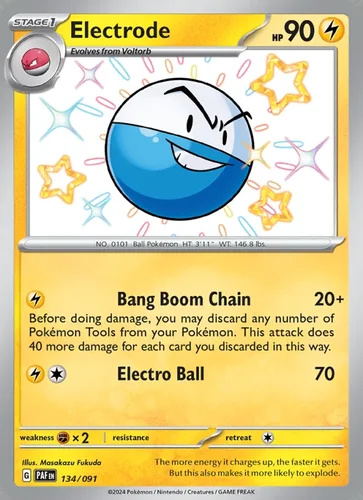 STAGE1
Electrode
HP 90
Evolves from Voltorb
NO. 0101 Ball Pokémon HT: 3'11" WT: 146.8 lbs.
Bang Boom Chain 20+
Before doing damage, you may discard any number of
Pokémon Tools from your Pokémon. This attack does
40 more damage for each card you discarded in this way.
Electro Ball 70
weakness ×2 resistance retreat
Illus. Masakazu Fukuda
G PAF EN 134/091
The more energy it charges up, the faster it gets.
But this also makes it more likely to explode.
©2024 Pokémon / Nintendo / Creatures / GAME FREAK